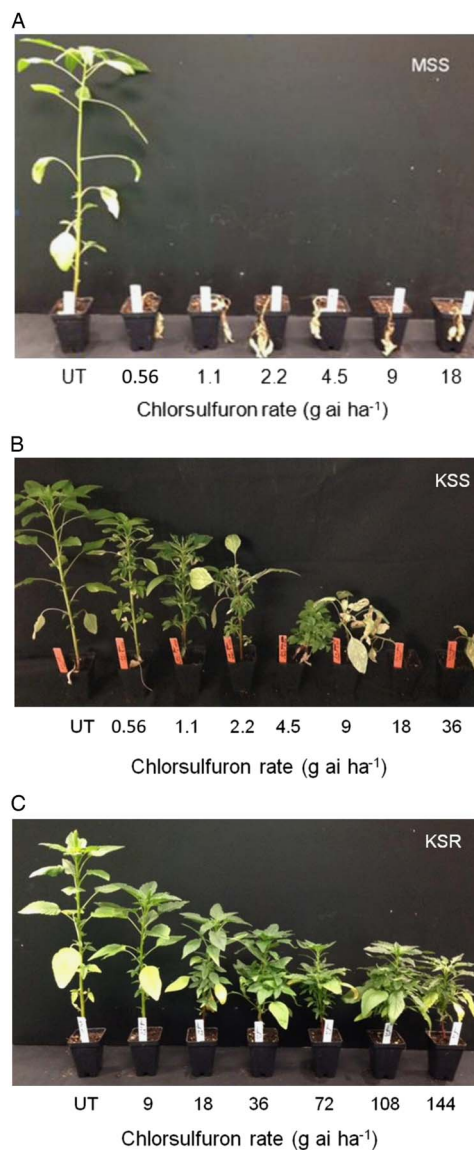 A
MSS
UT 0.56 1.1 2.2 4.5 9 18
Chlorsulfuron rate (g ai ha⁻¹)
B
KSS
UT 0.56 1.1 2.2 4.5 9 18 36
Chlorsulfuron rate (g ai ha⁻¹)
C
KSR
UT 9 18 36 72 108 144
Chlorsulfuron rate (g ai ha⁻¹)